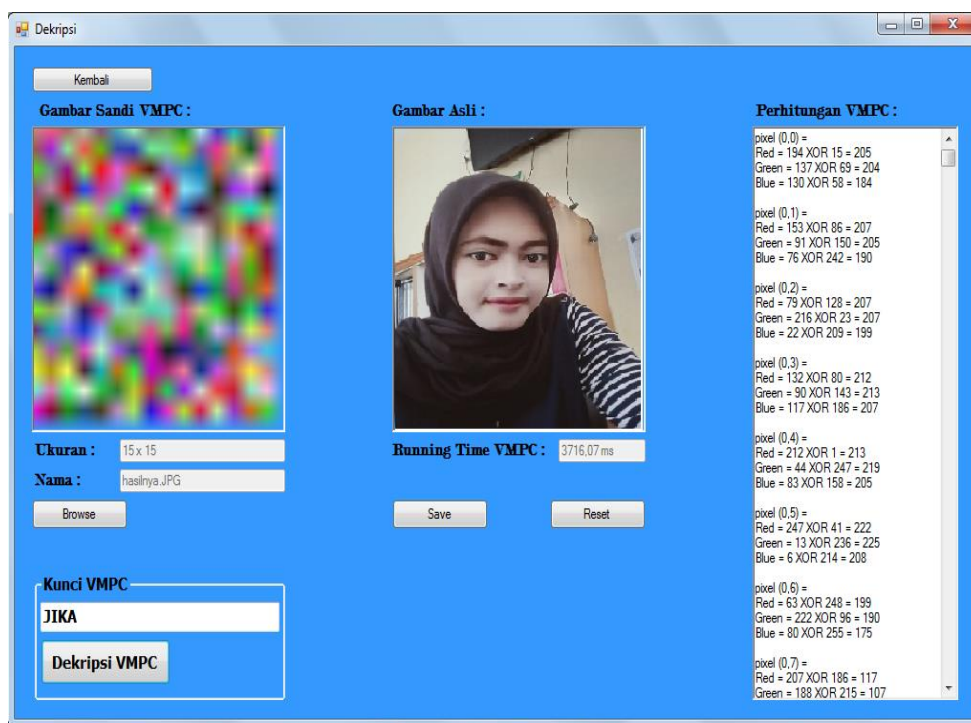 Dekripsi
Kembali
Gambar Sandi VMPC :
Gambar Asli :
Perhitungan VMPC :
pixel (0,0) =
Red = 194 XOR 15 = 205
Green = 137 XOR 69 = 204
Blue = 130 XOR 58 = 184
pixel (0,1) =
Red = 153 XOR 86 = 207
Green = 91 XOR 150 = 205
Blue = 76 XOR 242 = 190
pixel (0,2) =
Red = 79 XOR 128 = 207
Green = 216 XOR 23 = 207
Blue = 22 XOR 209 = 199
pixel (0,3) =
Red = 132 XOR 80 = 212
Green = 90 XOR 143 = 213
Blue = 117 XOR 186 = 207
pixel (0,4) =
Red = 212 XOR 1 = 213
Green = 44 XOR 247 = 219
Blue = 83 XOR 158 = 205
pixel (0,5) =
Red = 247 XOR 41 = 222
Green = 13 XOR 236 = 225
Blue = 6 XOR 214 = 208
pixel (0,6) =
Red = 63 XOR 248 = 199
Green = 222 XOR 96 = 190
Blue = 80 XOR 255 = 175
pixel (0,7) =
Red = 207 XOR 186 = 117
Green = 188 XOR 215 = 107
Ukuran : 15 x 15
Running Time VMPC : 3716,07 ms
Nama : hasilnya.JPG
Browse
Save
Reset
Kunci VMPC
JIKA
Dekripsi VMPC